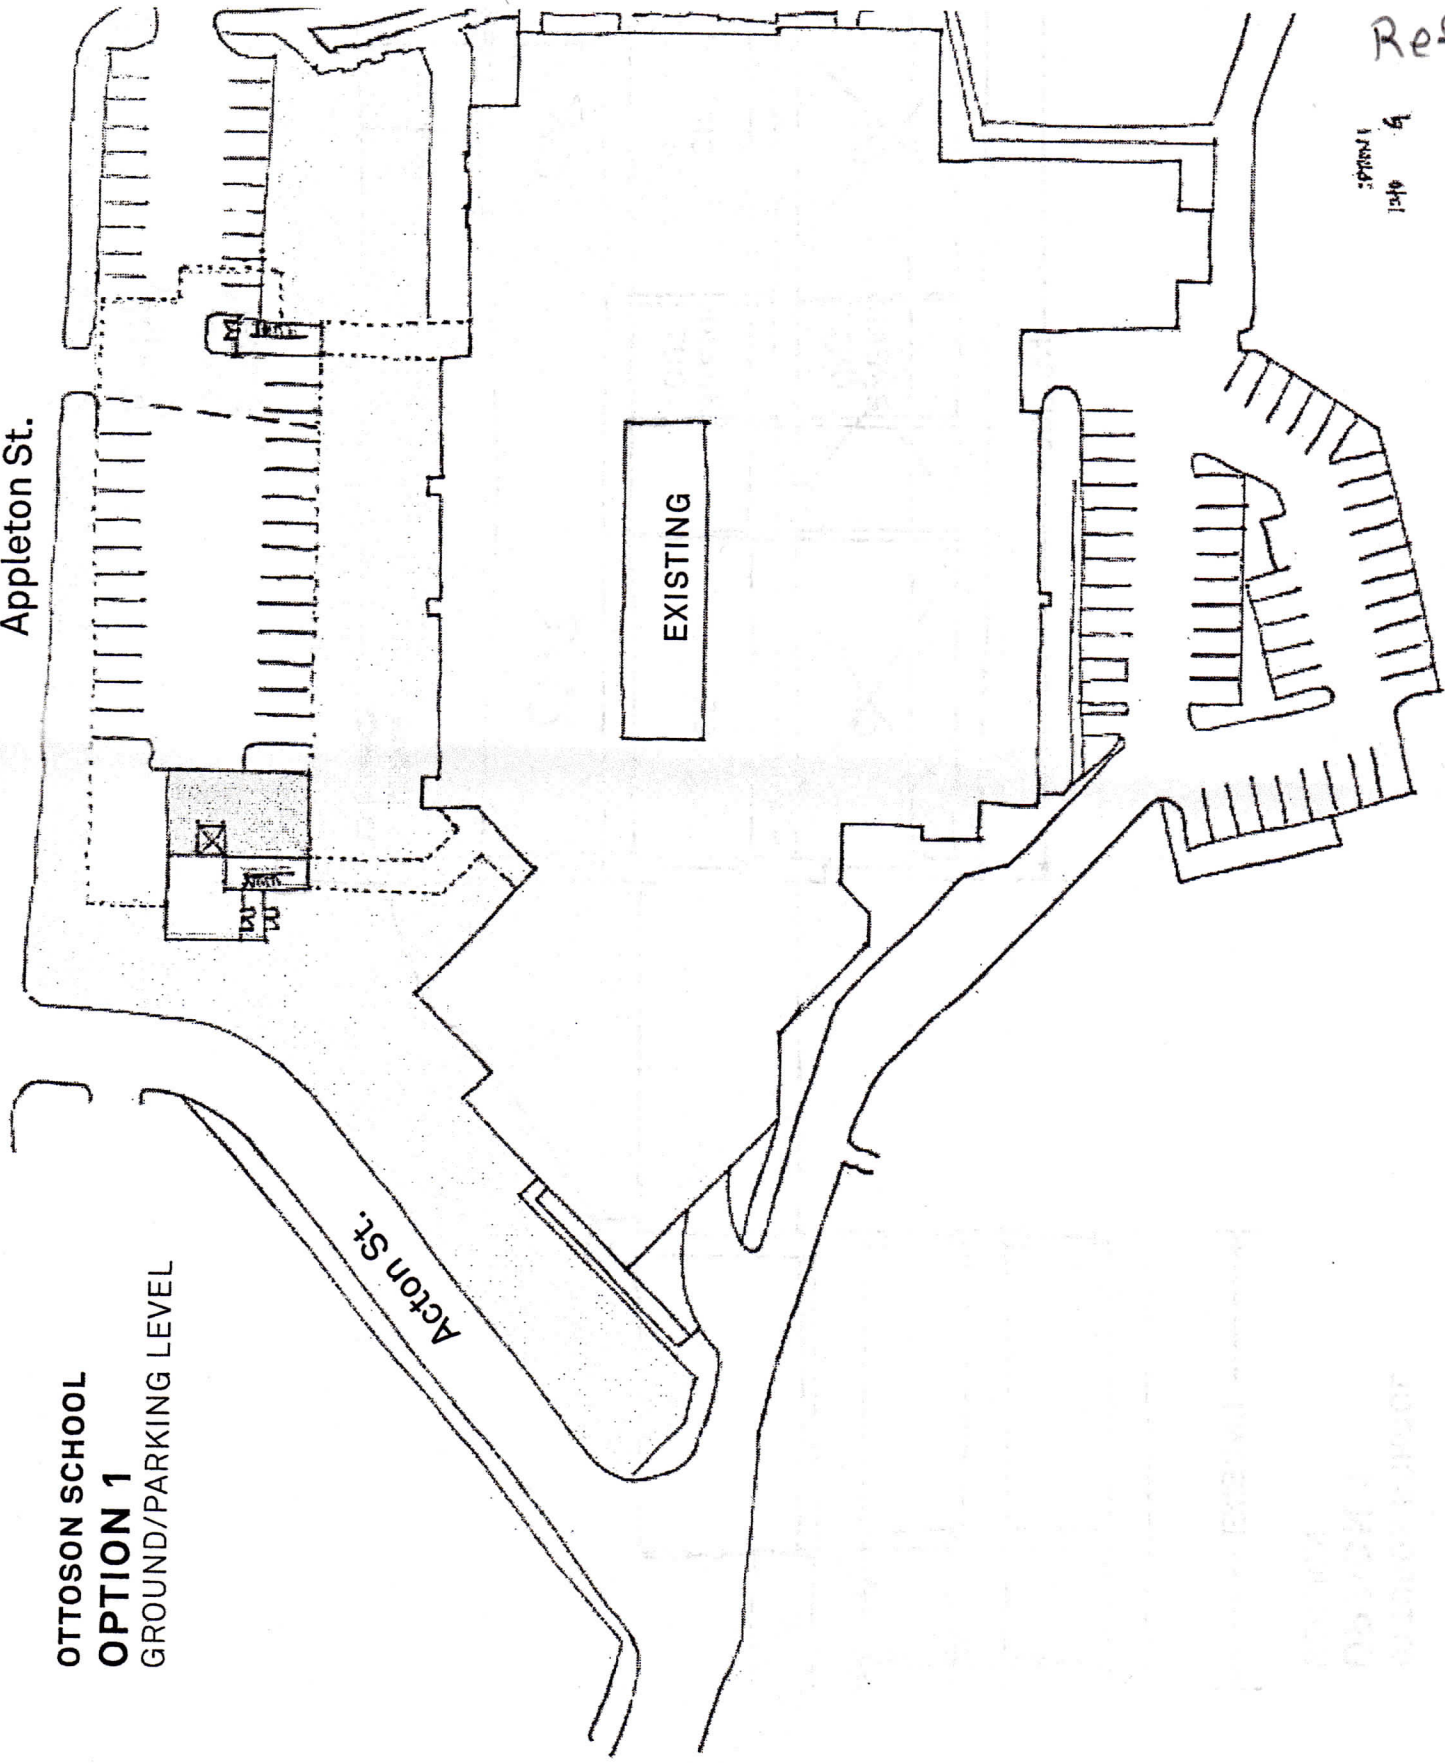 OTTOSON SCHOOL
OPTION 1
GROUND/PARKING LEVEL
Appleton St.
Acton St.
EXISTING